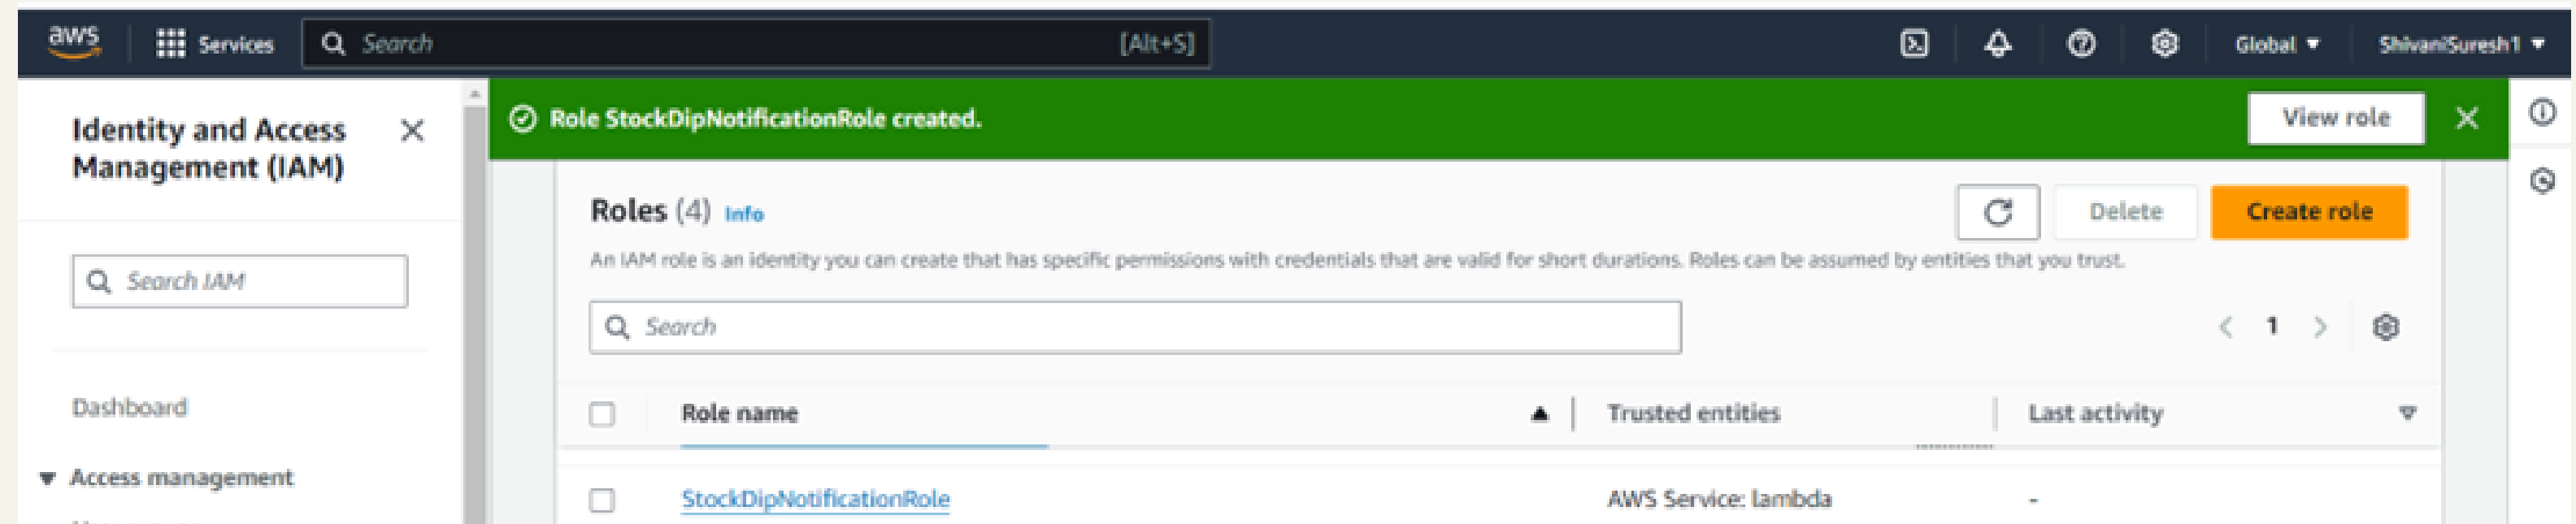 aws
Services
Search
[Alt+S]
Global
ShivaniSuresh1
Identity and Access
Management (IAM)
Search IAM
Dashboard
Access management
Role StockDipNotificationRole created.
View role
Roles (4) Info
Delete
Create role
An IAM role is an identity you can create that has specific permissions with credentials that are valid for short durations. Roles can be assumed by entities that you trust.
Search
1
Role name
Trusted entities
Last activity
StockDipNotificationRole
AWS Service: lambda
-